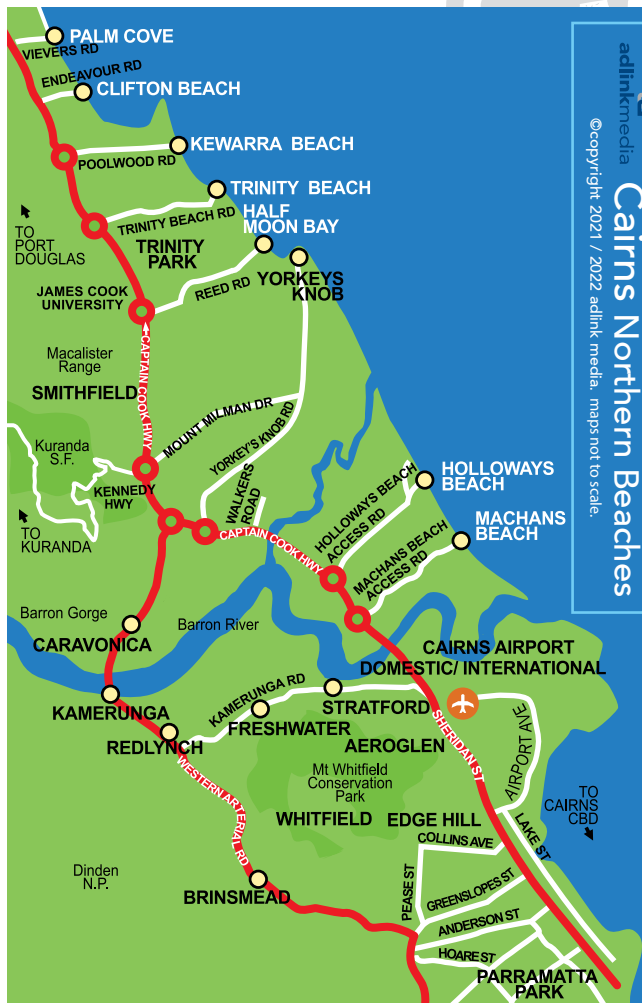 PALM COVE
VIEVERS RD
ENDEAVOUR RD
CLIFTON BEACH
KEWARRA BEACH
POOLWOOD RD
TRINITY BEACH
TRINITY BEACH RD
HALF
MOON BAY
TO
PORT
DOUGLAS
TRINITY
PARK
YORKEYS
KNOB
JAMES COOK
UNIVERSITY
REED RD
Macalister
Range
CAPTAIN COOK HWY
SMITHFIELD
MOUNT MILMAN DR
YORKEY'S KNOB RD
Kuranda
S.F.
KENNEDY
HWY
WALKERS
ROAD
TO
KURANDA
CAPTAIN COOK HWY
HOLLOWAYS BEACH
ACCESS RD
HOLLOWAYS
BEACH
MACHANS BEACH
ACCESS RD
MACHANS
BEACH
Barron Gorge
Barron River
CARAVONICA
CAIRNS AIRPORT
DOMESTIC/ INTERNATIONAL
KAMERUNGA
KAMERUNGA RD
STRATFORD
FRESHWATER
REDLYNCH
AEROGLEN
SHERIDAN ST
AIRPORT AVE
WESTERN ARTERIAL RD
Mt Whitfield
Conservation
Park
WHITFIELD
EDGE HILL
TO
CAIRNS
CBD
COLLINS AVE
LAKE ST
Dinden
N.P.
BRINSMEAD
PEASE ST
GREENSLOPES ST
ANDERSON ST
HOARE ST
PARRAMATTA
PARK
adlinkmedia
Cairns Northern Beaches
©copyright 2021 / 2022 adlink media. maps not to scale.